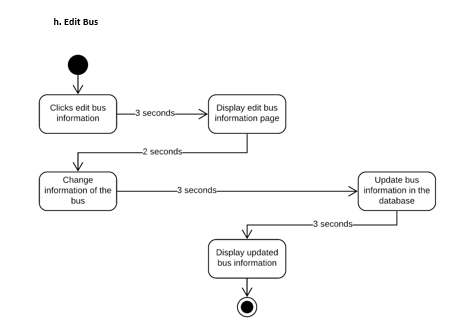 h. Edit Bus
Clicks edit bus
information
3 seconds
Display edit bus
information page
2 seconds
Change
information of the
bus
3 seconds
Update bus
information in the
database
3 seconds
Display updated
bus information